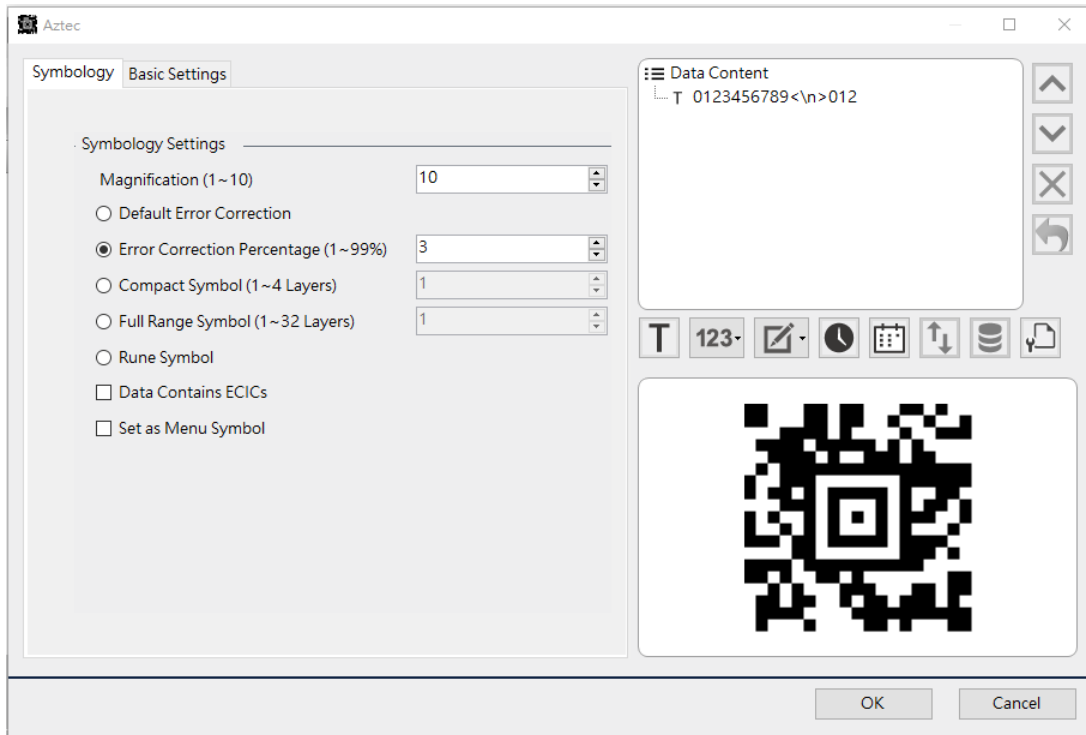 Aztec
Symbology Basic Settings
Symbology Settings
Magnification (1~10) 10
Default Error Correction
Error Correction Percentage (1~99%) 3
Compact Symbol (1~4 Layers) 1
Full Range Symbol (1~32 Layers) 1
Rune Symbol
Data Contains ECICs
Set as Menu Symbol
Data Content
T 0123456789<\n>012
T 123
OK Cancel